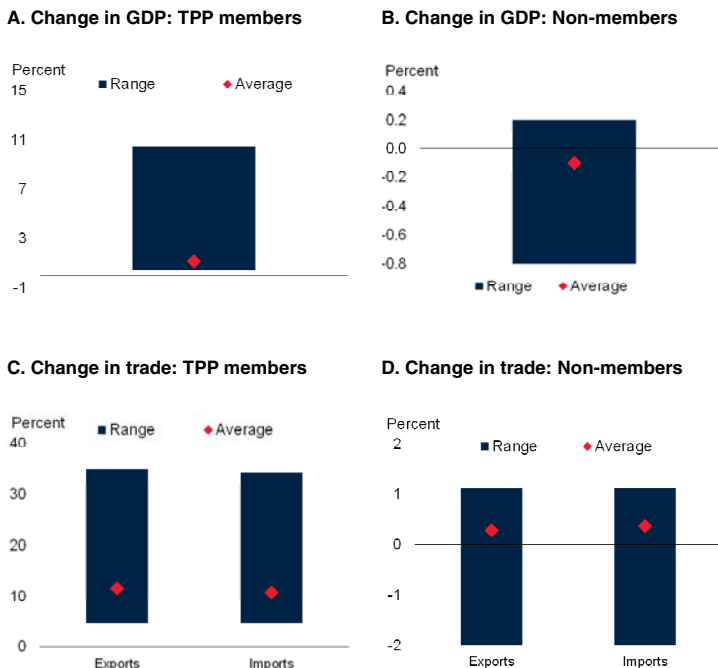 A. Change in GDP: TPP members
Percent
15
■ Range ◆ Average
11
7
3
-1
B. Change in GDP: Non-members
Percent
0.4
0.2
0.0
-0.2
-0.4
-0.6
-0.8
■ Range ◆ Average
C. Change in trade: TPP members
Percent
■ Range ◆ Average
40
30
20
10
0
Exports Imports
D. Change in trade: Non-members
Percent
2
■ Range ◆ Average
1
0
-1
-2
Exports Imports